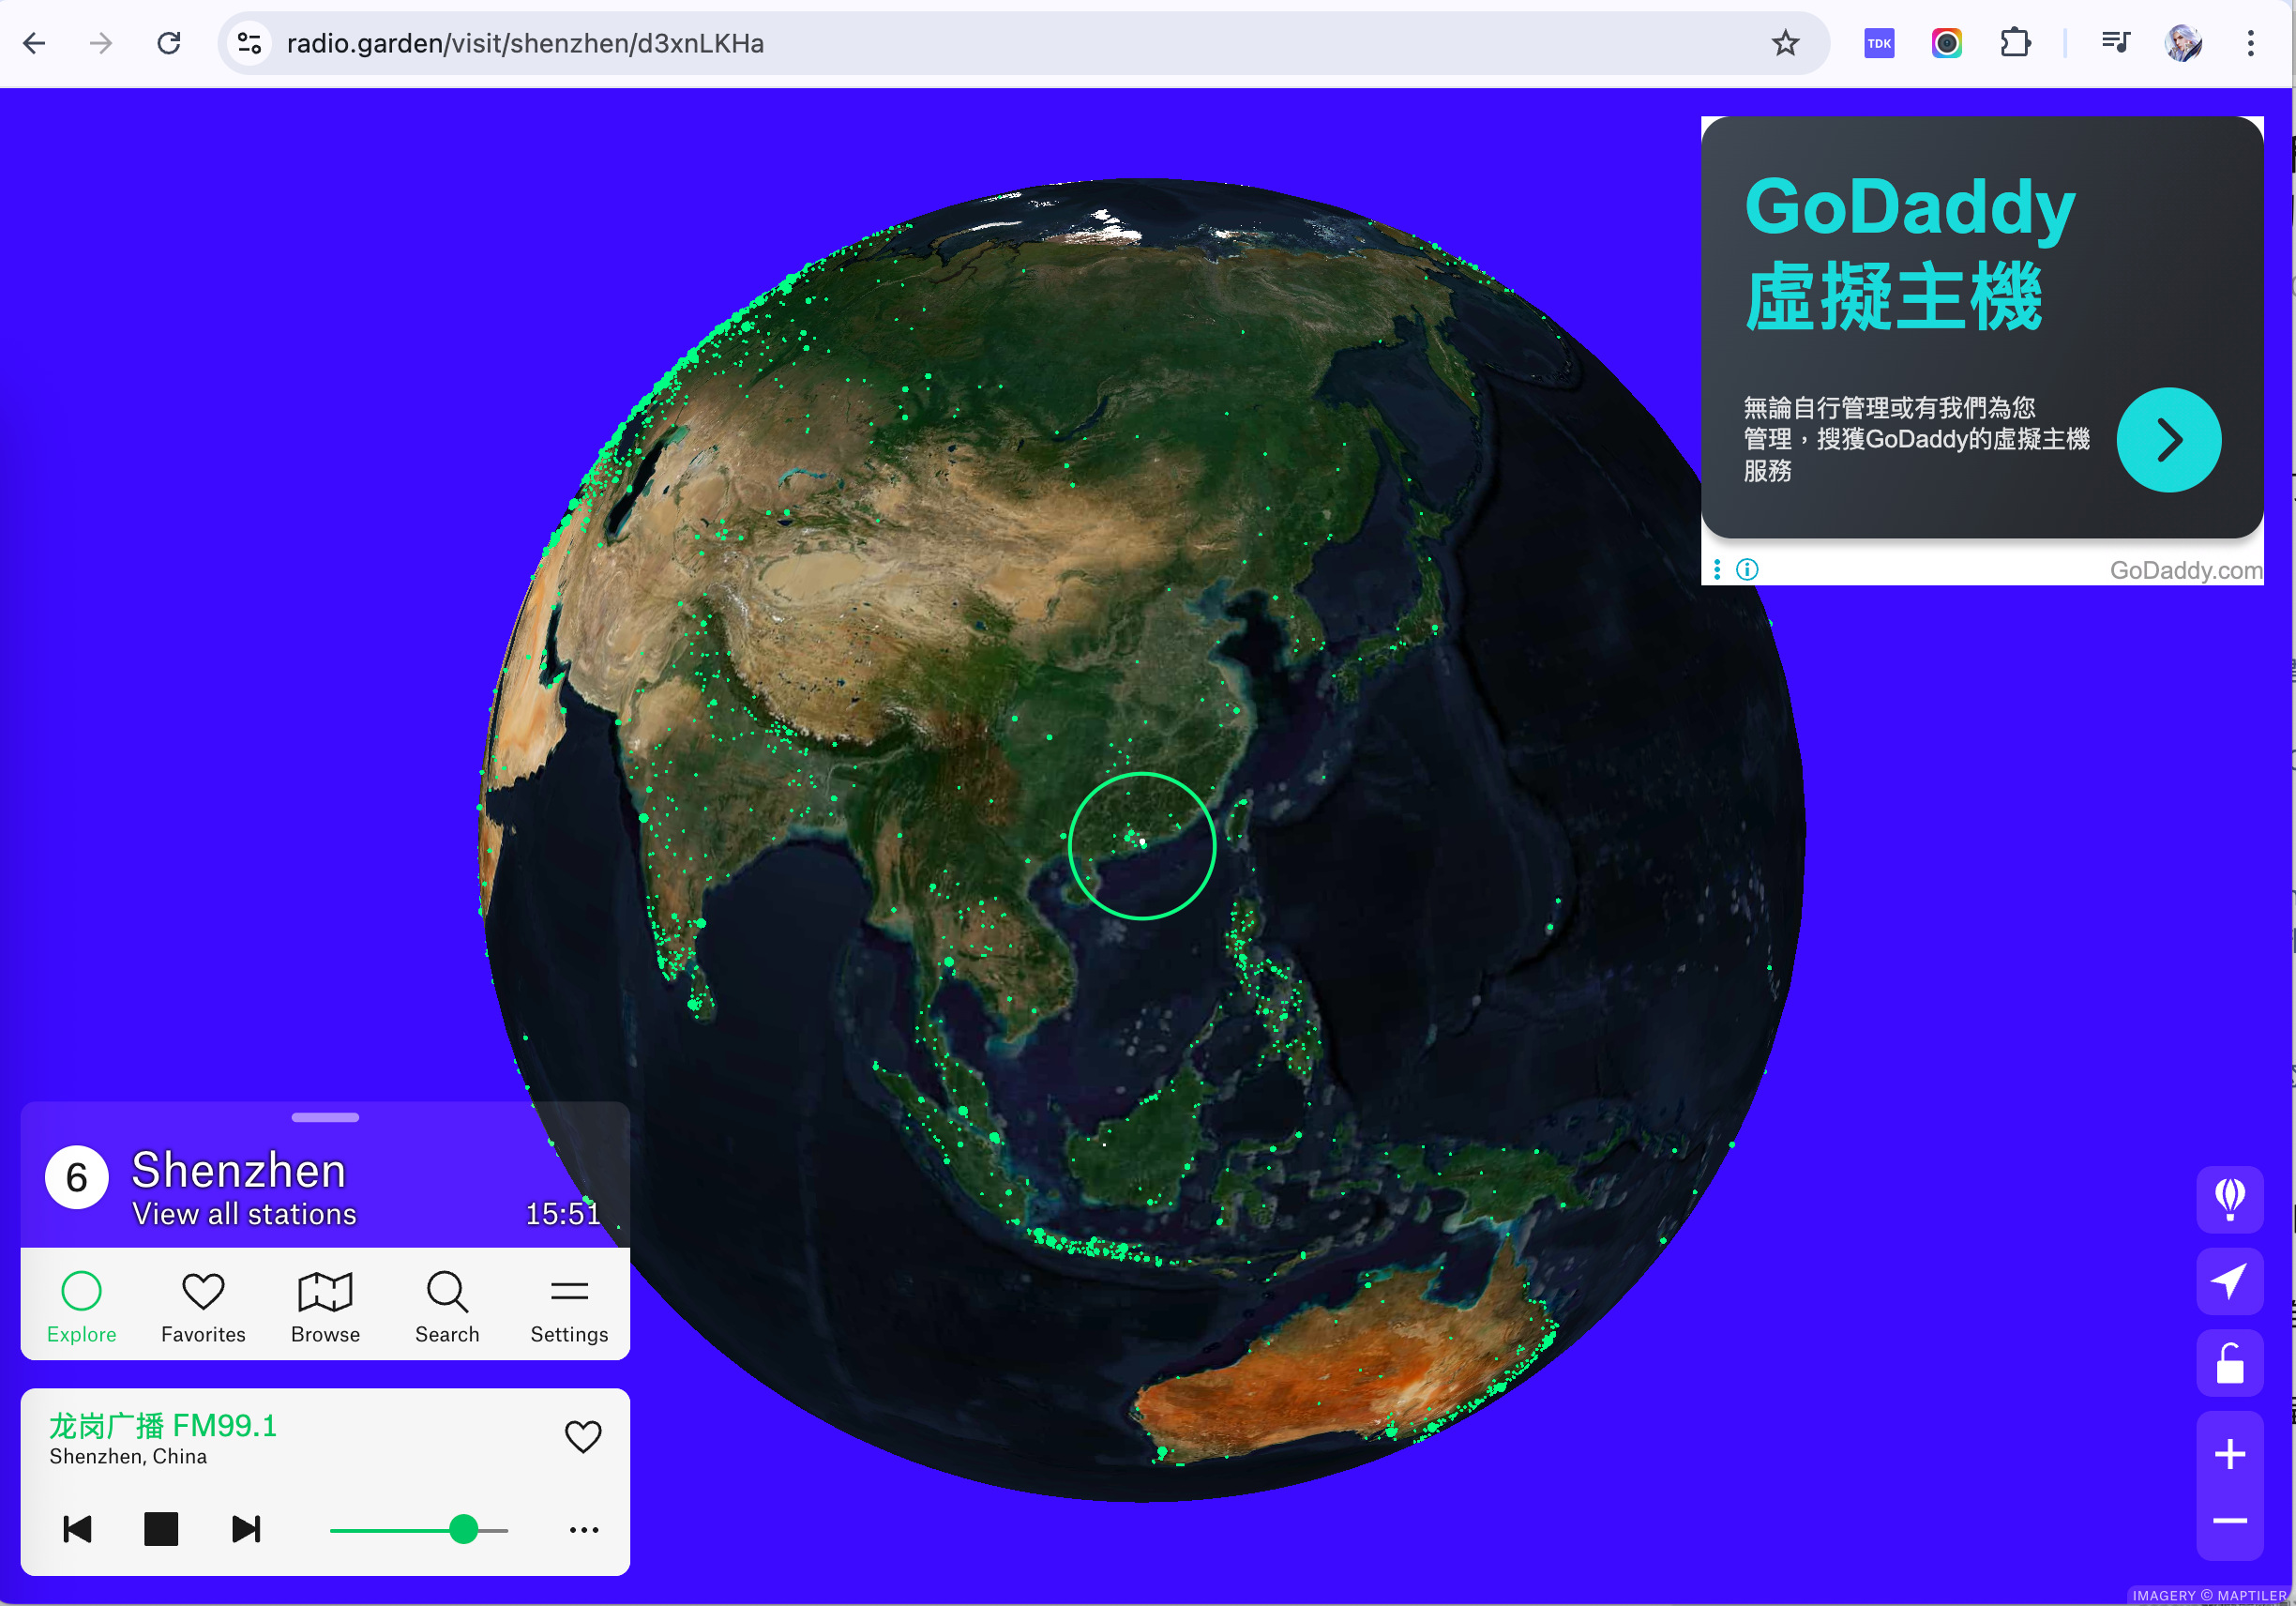 radio.garden/visit/shenzhen/d3xnLKHa
TDK
GoDaddy
虛擬主機
無論自行管理或有我們為您
管理，搜獲GoDaddy的虛擬主機
服務
GoDaddy.com
6
Shenzhen
View all stations
15:51
Explore
Favorites
Browse
Search
Settings
龙岗广播 FM99.1
Shenzhen, China
IMAGERY © MAPTILER